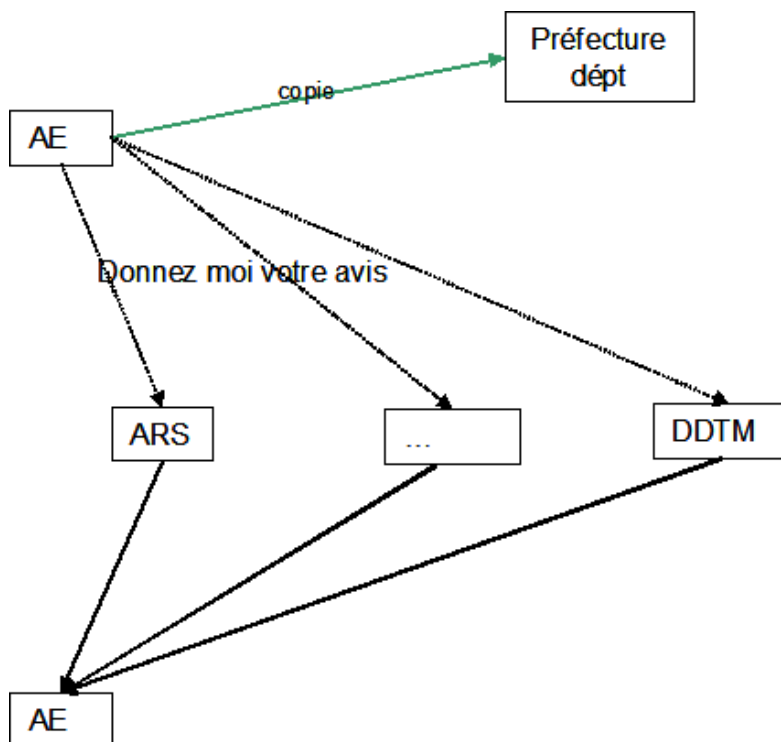 Préfecture
dépt
copie
AE
Donnez moi votre avis
ARS
...
DDTM
AE